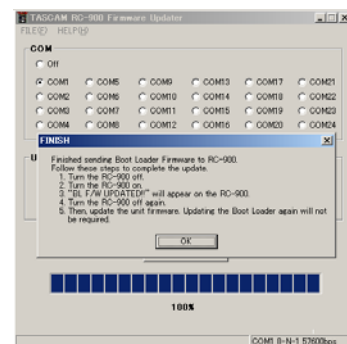 TASCAM RC-900 Firmware Updater
FILE(F) HELP(H)
COM
Off
COM1 COM5 COM9 COM13 COM17 COM21
COM2 COM6 COM10 COM14 COM18 COM22
COM3 COM7 COM11 COM15 COM19 COM23
COM4 COM8 COM12 COM16 COM20 COM24
FINISH
U
Finished sending Boot Loader Firmware to RC-900.
Follow these steps to complete the update.
1. Turn the RC-900 off.
2. Turn the RC-900 on.
3. "BL F/W UPDATED!!" will appear on the RC-900.
4. Turn the RC-900 off again.
5. Then, update the unit firmware. Updating the Boot Loader again will not
be required.
OK
100%
COM1 8-N-1 57600bps